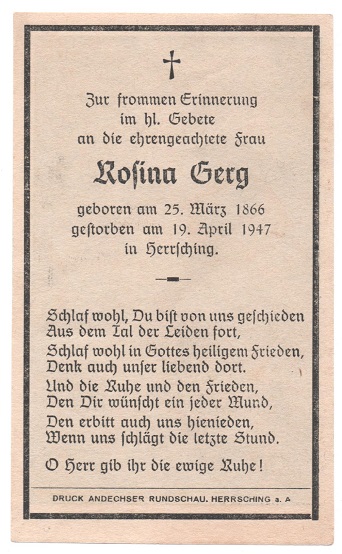 Zur frommen Erinnerung
im hl. Gebete
an die ehrengeachtete Frau
Rosina Gerg
geboren am 25. März 1866
gestorben am 19. April 1947
in Herrsching.
Schlaf wohl, Du bist von uns geschieden
Aus dem Tal der Leiden fort,
Schlaf wohl in Gottes heiligem Frieden,
Denk auch unser liebend dort.
Und die Ruhe und den Frieden,
Den Dir wünscht ein jeder Mund,
Den erbitt auch uns hienieden,
Wenn uns schlägt die letzte Stund.
O Herr gib ihr die ewige Ruhe!
DRUCK ANDECHSER RUNDSCHAU. HERRSCHING a. A